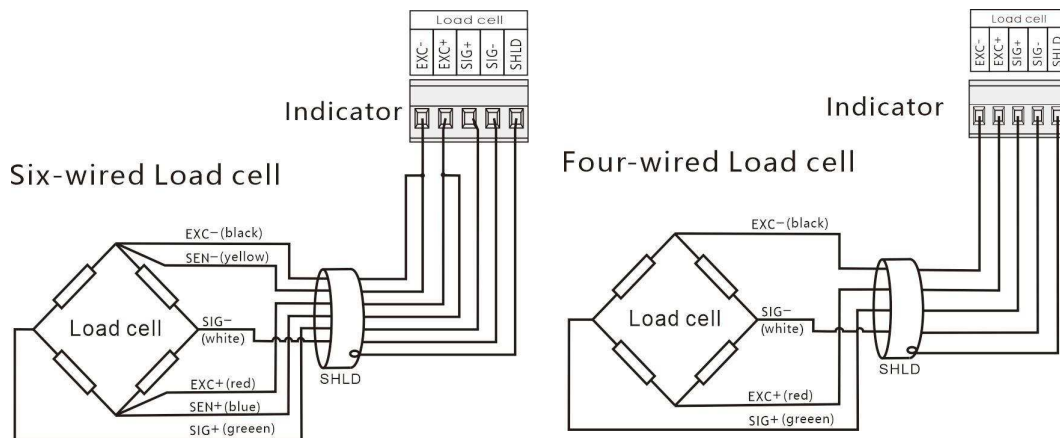 Load cell
EXC-
EXC+
SIG+
SIG-
SHLD
Indicator
Six-wired Load cell
EXC-(black)
SEN-(yellow)
Load cell
SIG-
(white)
SHLD
EXC+(red)
SEN+(blue)
SIG+(greeen)
Load cell
EXC-
EXC+
SIG+
SIG-
SHLD
Indicator
Four-wired Load cell
EXC-(black)
Load cell
SIG-
(white)
SHLD
EXC+(red)
SIG+(greeen)